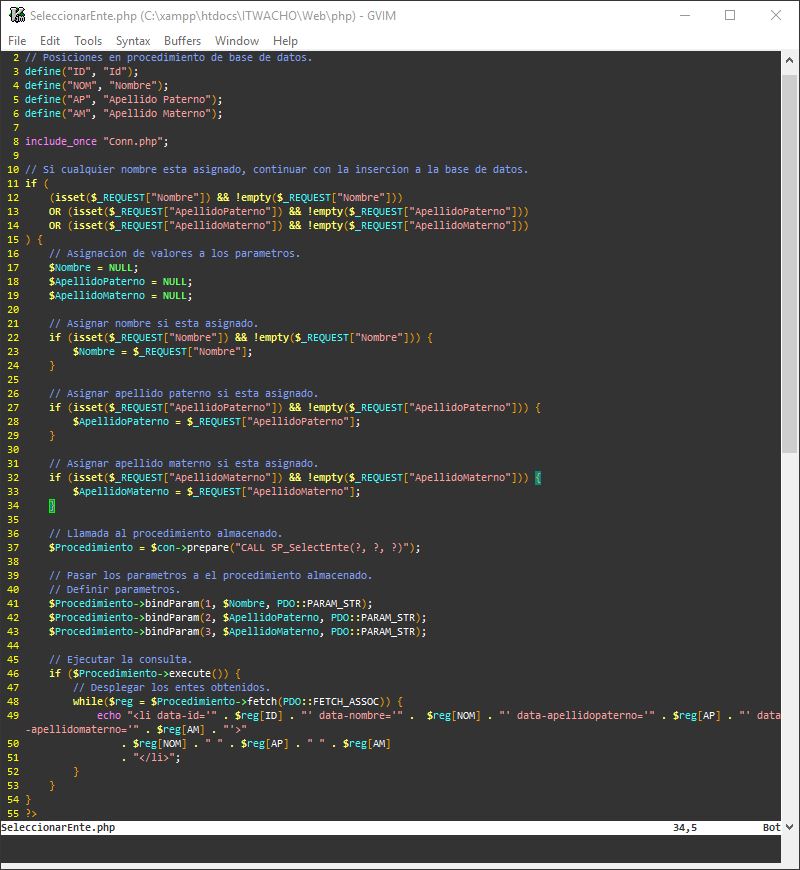 SeleccionarEnte.php (C:\xampp\htdocs\ITWACHO\Web\php) - GVIM
File Edit Tools Syntax Buffers Window Help
2 // Posiciones en procedimiento de base de datos.
3 define("ID", "Id");
4 define("NOM", "Nombre");
5 define("AP", "Apellido Paterno");
6 define("AM", "Apellido Materno");
7
8 include_once "Conn.php";
9
10 // Si cualquier nombre esta asignado, continuar con la insercion a la base de datos.
11 if (
12     (isset($_REQUEST["Nombre"]) && !empty($_REQUEST["Nombre"]))
13     OR (isset($_REQUEST["ApellidoPaterno"]) && !empty($_REQUEST["ApellidoPaterno"]))
14     OR (isset($_REQUEST["ApellidoMaterno"]) && !empty($_REQUEST["ApellidoMaterno"]))
15 ) {
16     // Asignacion de valores a los parametros.
17     $Nombre = NULL;
18     $ApellidoPaterno = NULL;
19     $ApellidoMaterno = NULL;
20
21     // Asignar nombre si esta asignado.
22     if (isset($_REQUEST["Nombre"]) && !empty($_REQUEST["Nombre"])) {
23         $Nombre = $_REQUEST["Nombre"];
24     }
25
26     // Asignar apellido paterno si esta asignado.
27     if (isset($_REQUEST["ApellidoPaterno"]) && !empty($_REQUEST["ApellidoPaterno"])) {
28         $ApellidoPaterno = $_REQUEST["ApellidoPaterno"];
29     }
30
31     // Asignar apellido materno si esta asignado.
32     if (isset($_REQUEST["ApellidoMaterno"]) && !empty($_REQUEST["ApellidoMaterno"])) {
33         $ApellidoMaterno = $_REQUEST["ApellidoMaterno"];
34     }
35
36     // Llamada al procedimiento almacenado.
37     $Procedimiento = $con->prepare("CALL SP_SelectEnte(?, ?, ?)");
38
39     // Pasar los parametros a el procedimiento almacenado.
40     // Definir parametros.
41     $Procedimiento->bindParam(1, $Nombre, PDO::PARAM_STR);
42     $Procedimiento->bindParam(2, $ApellidoPaterno, PDO::PARAM_STR);
43     $Procedimiento->bindParam(3, $ApellidoMaterno, PDO::PARAM_STR);
44
45     // Ejecutar la consulta.
46     if ($Procedimiento->execute()) {
47         // Desplegar los entes obtenidos.
48         while($reg = $Procedimiento->fetch(PDO::FETCH_ASSOC)) {
49             echo "<li data-id='" . $reg[ID] . "' data-nombre='" .  $reg[NOM] . "' data-apellidopaterno='" . $reg[AP] . "' data
-apellidomaterno='" . $reg[AM] . "'>"
50                 . $reg[NOM] . " " . $reg[AP] . " " . $reg[AM]
51                 . "</li>";
52         }
53     }
54 }
55 ?>
SeleccionarEnte.php 34,5 Bot